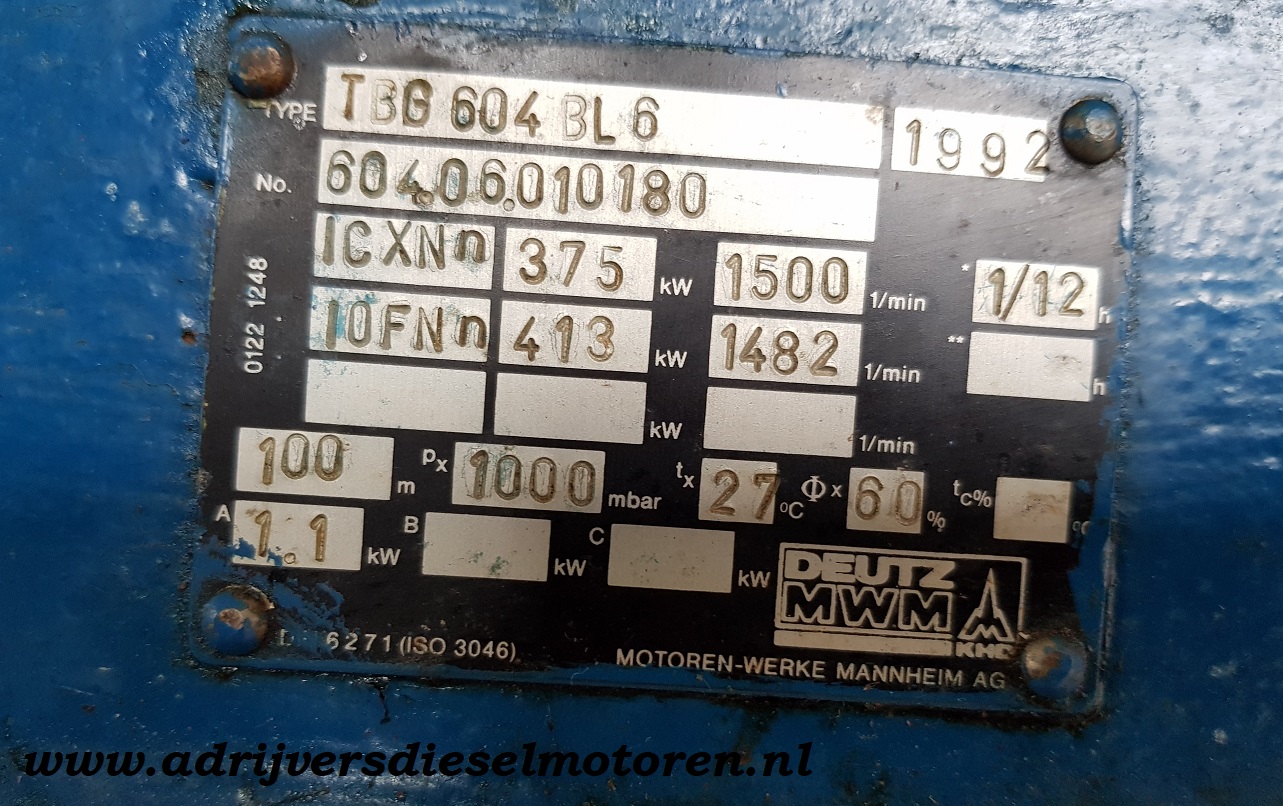 TYPE TBG 604 BL 6 1992
No. 604.06.010180
ICXNn 375 kW 1500 1/min * 1/12 h
IOFNn 413 kW 1482 1/min ** h
kW 1/min
0122 1248
100 m px 1000 mbar tx 27 °C Φx 60 % tc% °C
A 1.1 kW B kW C kW
DEUTZ
MWM
KHD
6271 (ISO 3046)
MOTOREN-WERKE MANNHEIM AG
www.adrijversdieselmotoren.nl